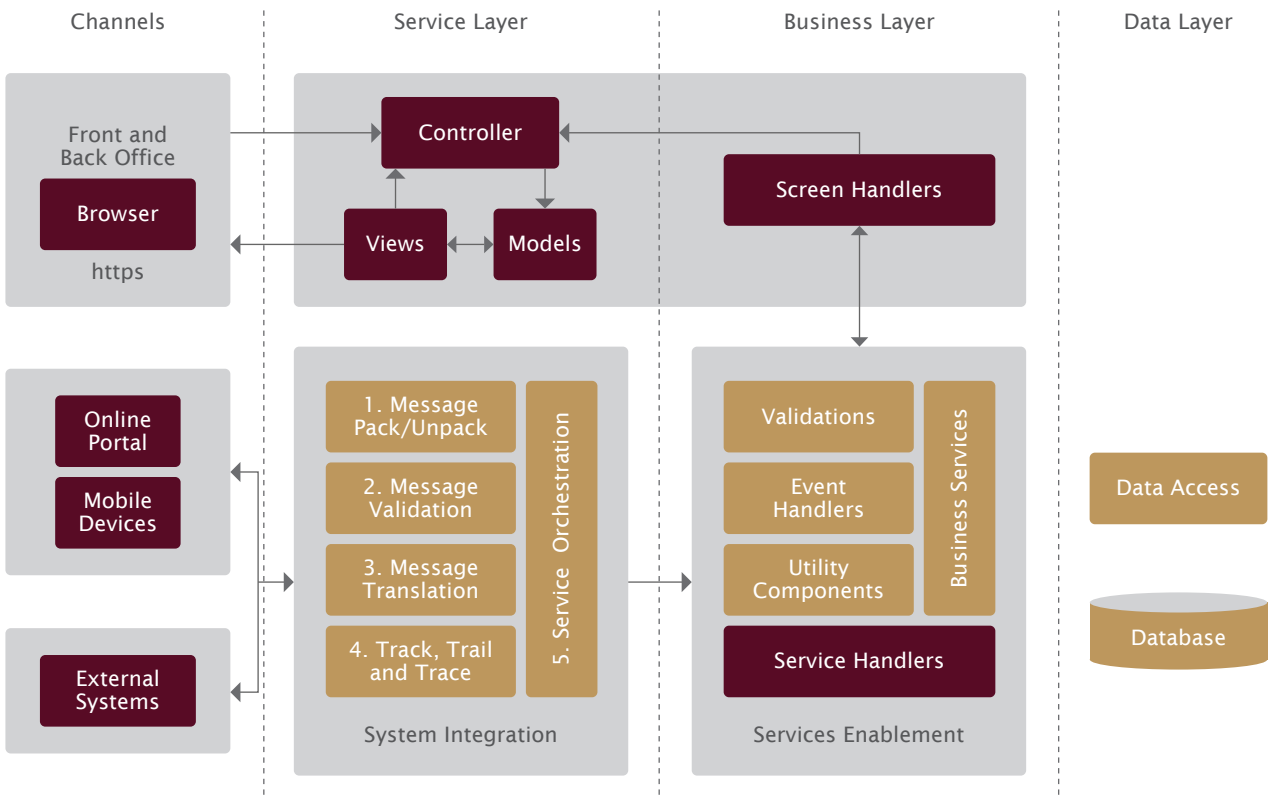 Channels
Service Layer
Business Layer
Data Layer
Front and
Back Office
Browser
https
Controller
Views
Models
Screen Handlers
Online
Portal
Mobile
Devices
External
Systems
1. Message
Pack/Unpack
2. Message
Validation
3. Message
Translation
4. Track, Trail
and Trace
5. Service Orchestration
System Integration
Validations
Event
Handlers
Utility
Components
Business Services
Service Handlers
Services Enablement
Data Access
Database